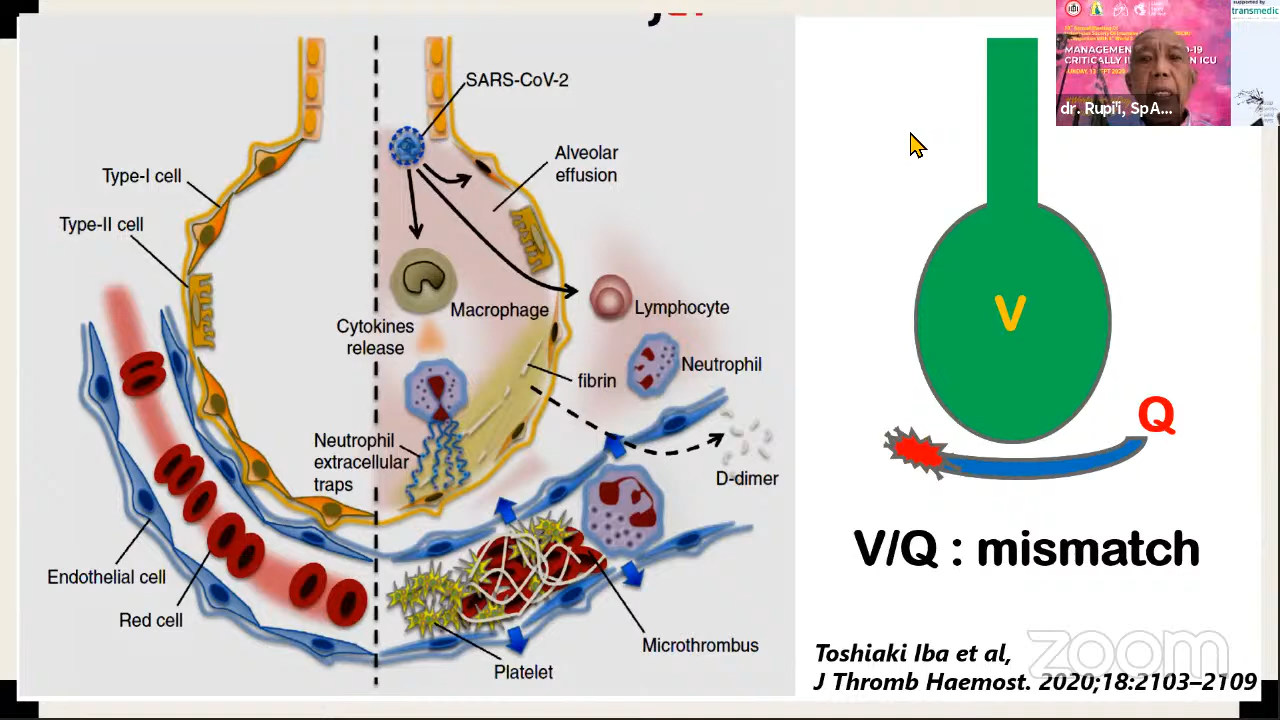 SARS-CoV-2
Alveolar
effusion
Type-I cell
Type-II cell
Macrophage
Lymphocyte
Cytokines
release
Neutrophil
fibrin
Neutrophil
extracellular
traps
D-dimer
Endothelial cell
Red cell
Microthrombus
Platelet
V
Q
V/Q : mismatch
Toshiaki Iba et al,
J Thromb Haemost. 2020;18:2103–2109
zoom
supported by
transmedic
dr. Rupi'i, SpA...